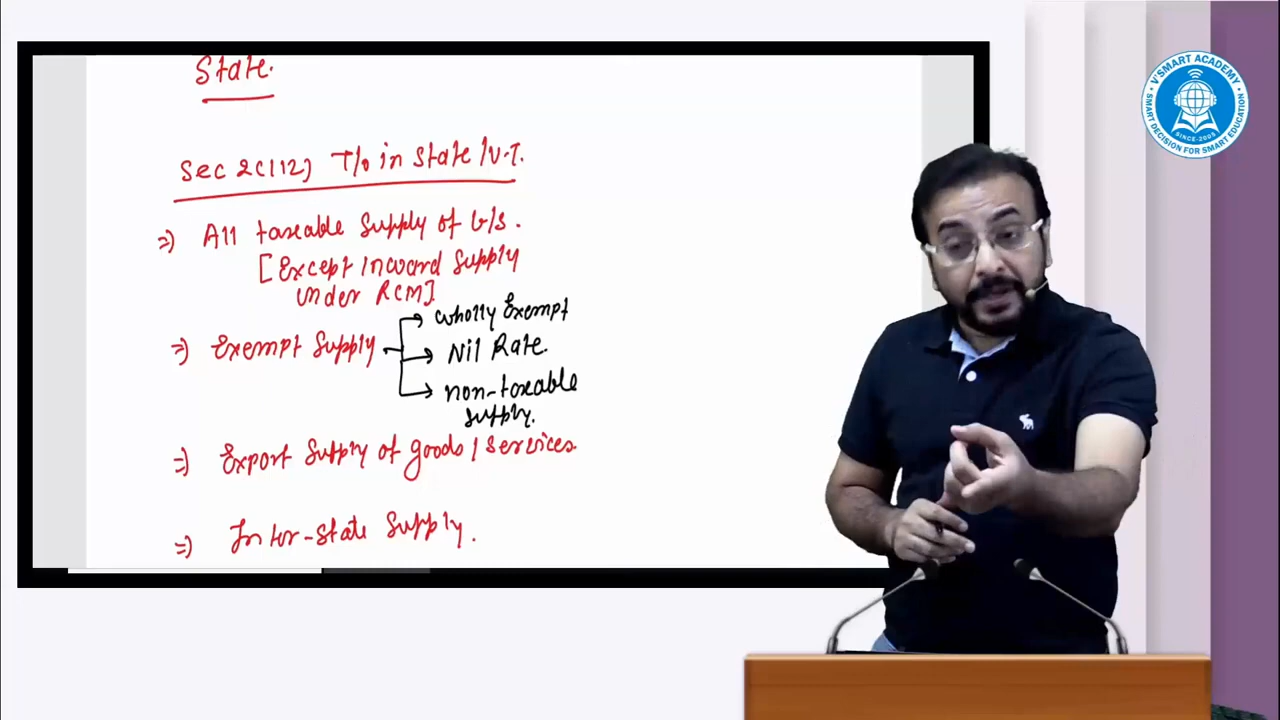 State.
Sec 2(112) T/o in State/U.T.
=) All taxable supply of G/S.
[Except Inward supply
under RCM].
=) Exempt supply
wholly Exempt
Nil Rate.
non-taxable
supply.
=) Export supply of goods/services
=) Inter-state supply.
V'SMART ACADEMY
SINCE-2005
SMART DECISION FOR SMART EDUCATION